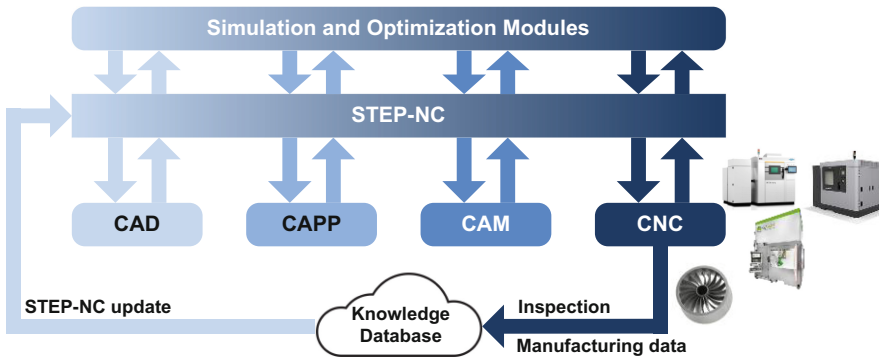 Simulation and Optimization Modules
STEP-NC
CAD
CAPP
CAM
CNC
STEP-NC update
Knowledge
Database
Inspection
Manufacturing data